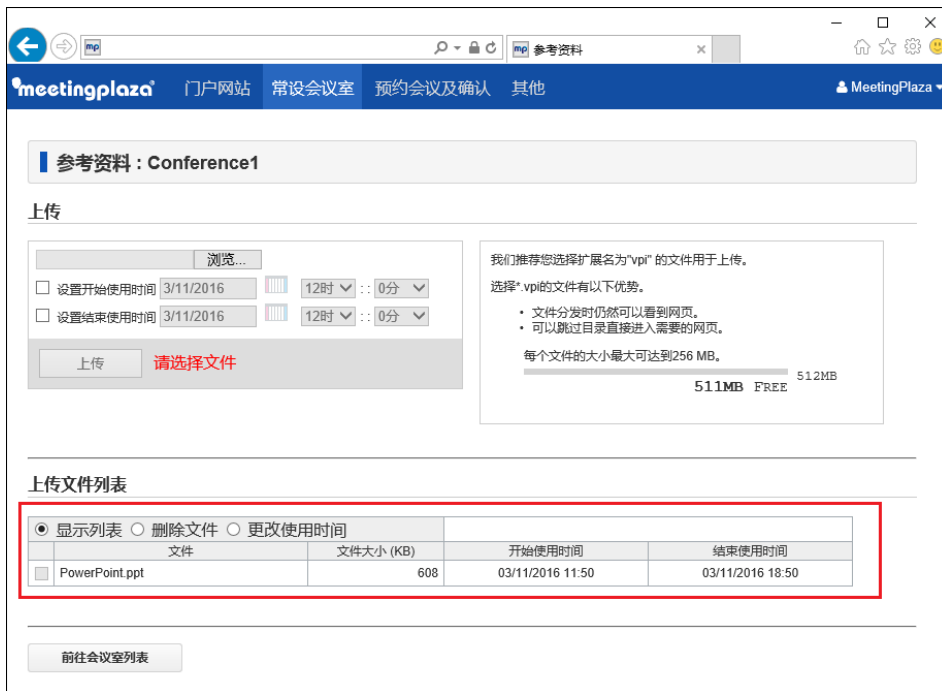 mp
mp 参考资料
meetingplaza 门户网站 常设会议室 预约会议及确认 其他 MeetingPlaza
参考资料 : Conference1
上传
浏览...
设置开始使用时间 3/11/2016 12时 : : 0分
设置结束使用时间 3/11/2016 12时 : : 0分
上传 请选择文件
我们推荐您选择扩展名为"vpi" 的文件用于上传。
选择*.vpi的文件有以下优势。
• 文件分发时仍然可以看到网页。
• 可以跳过目录直接进入需要的网页。
每个文件的大小最大可达到256 MB。
512MB
511MB FREE
上传文件列表
显示列表 删除文件 更改使用时间
文件 文件大小 (KB) 开始使用时间 结束使用时间
PowerPoint.ppt 608 03/11/2016 11:50 03/11/2016 18:50
前往会议室列表